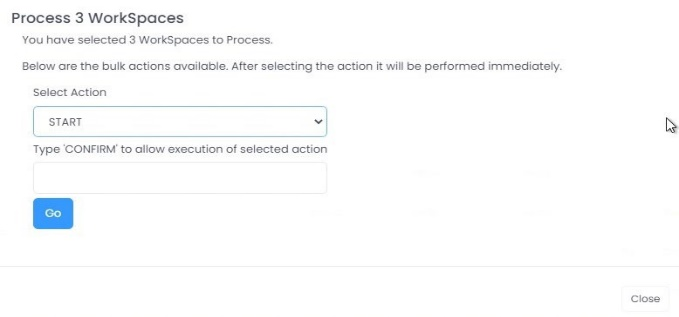 Process 3 WorkSpaces
You have selected 3 WorkSpaces to Process.
Below are the bulk actions available. After selecting the action it will be performed immediately.
Select Action
START
Type 'CONFIRM' to allow execution of selected action
Go
Close